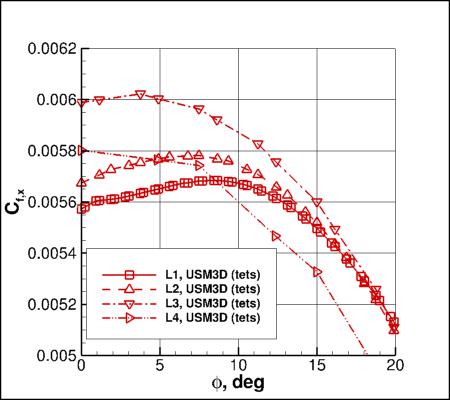 0.0062
0.006
0.0058
0.0056
0.0054
0.0052
0.005
C_f,x
L1, USM3D (tets)
L2, USM3D (tets)
L3, USM3D (tets)
L4, USM3D (tets)
0 5 10 15 20
ϕ, deg